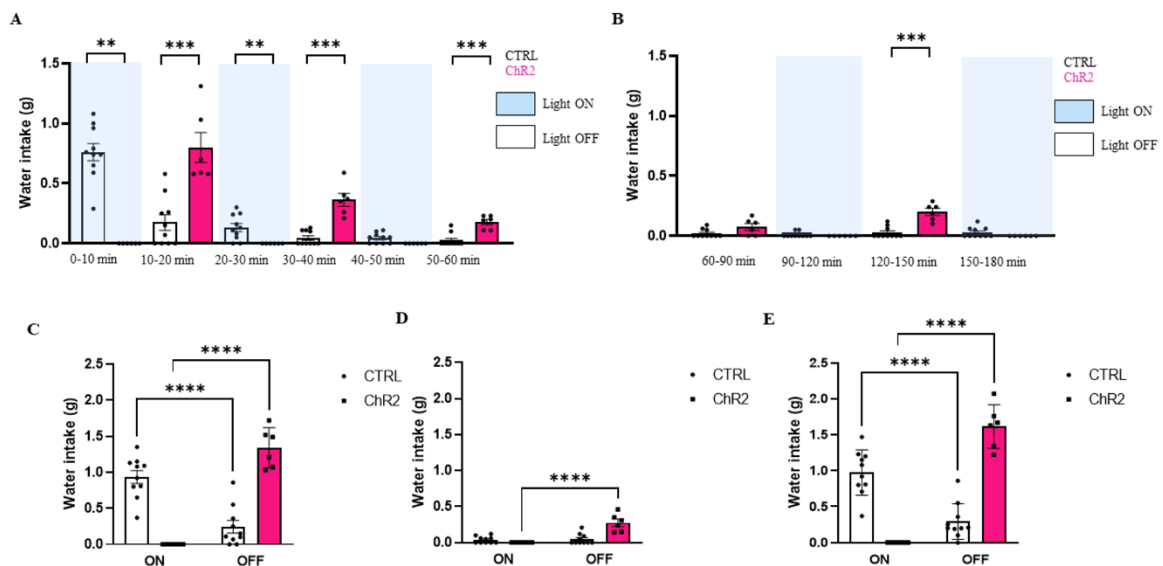 A
** *** ** *** ***
CTRL
ChR2
Light ON
Light OFF
Water intake (g)
1.5
1.0
0.5
0.0
0-10 min 10-20 min 20-30 min 30-40 min 40-50 min 50-60 min
B
***
CTRL
ChR2
Light ON
Light OFF
Water intake (g)
1.5
1.0
0.5
0.0
60-90 min 90-120 min 120-150 min 150-180 min
C
****
****
CTRL
ChR2
Water intake (g)
2.5
2.0
1.5
1.0
0.5
0.0
ON OFF
D
****
CTRL
ChR2
Water intake (g)
2.5
2.0
1.5
1.0
0.5
0.0
ON OFF
E
****
****
CTRL
ChR2
Water intake (g)
2.5
2.0
1.5
1.0
0.5
0.0
ON OFF